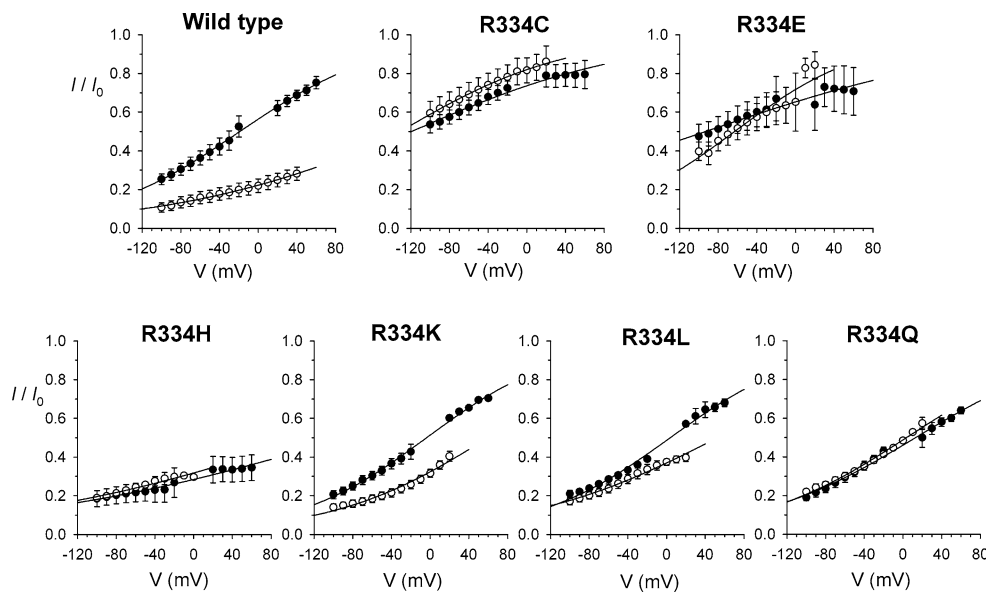 Wild type R334C R334E
I / I0
1.0 1.0 1.0
0.8 0.8 0.8
0.6 0.6 0.6
0.4 0.4 0.4
0.2 0.2 0.2
0.0 0.0 0.0
-120 -80 -40 0 40 80 -120 -80 -40 0 40 80 -120 -80 -40 0 40 80
V (mV) V (mV) V (mV)
R334H R334K R334L R334Q
I / I0
1.0 1.0 1.0 1.0
0.8 0.8 0.8 0.8
0.6 0.6 0.6 0.6
0.4 0.4 0.4 0.4
0.2 0.2 0.2 0.2
0.0 0.0 0.0 0.0
-120 -80 -40 0 40 80 -120 -80 -40 0 40 80 -120 -80 -40 0 40 80 -120 -80 -40 0 40 80
V (mV) V (mV) V (mV) V (mV)